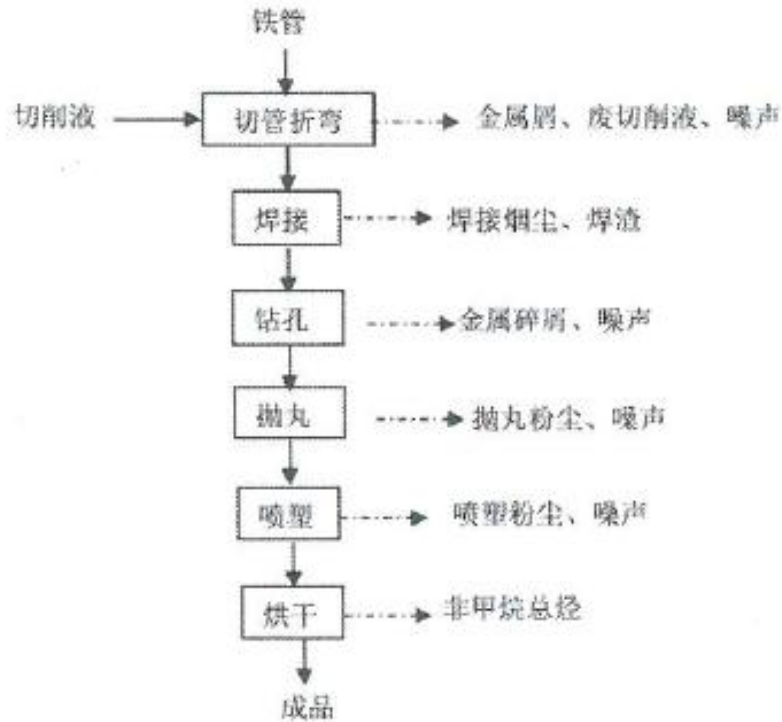 铁管
切削液
切管折弯
金属屑、废切削液、噪声
焊接
焊接烟尘、焊渣
钻孔
金属碎屑、噪声
抛丸
抛丸粉尘、噪声
喷塑
喷塑粉尘、噪声
烘干
非甲烷总烃
成品